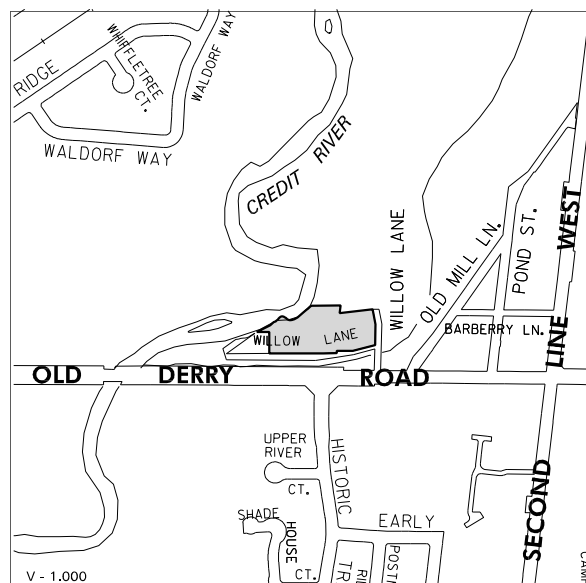 WHIFFLETREE
CT.
WALDORF WAY
RIDGE
WALDORF WAY
CREDIT RIVER
WILLOW LANE
OLD MILL LN.
POND ST.
WILLOW LANE
BARBERRY LN.
OLD DERRY ROAD
SECOND LINE WEST
UPPER
RIVER
CT.
HISTORIC
SHADE
HOUSE
CT.
EARLY
V - 1.000